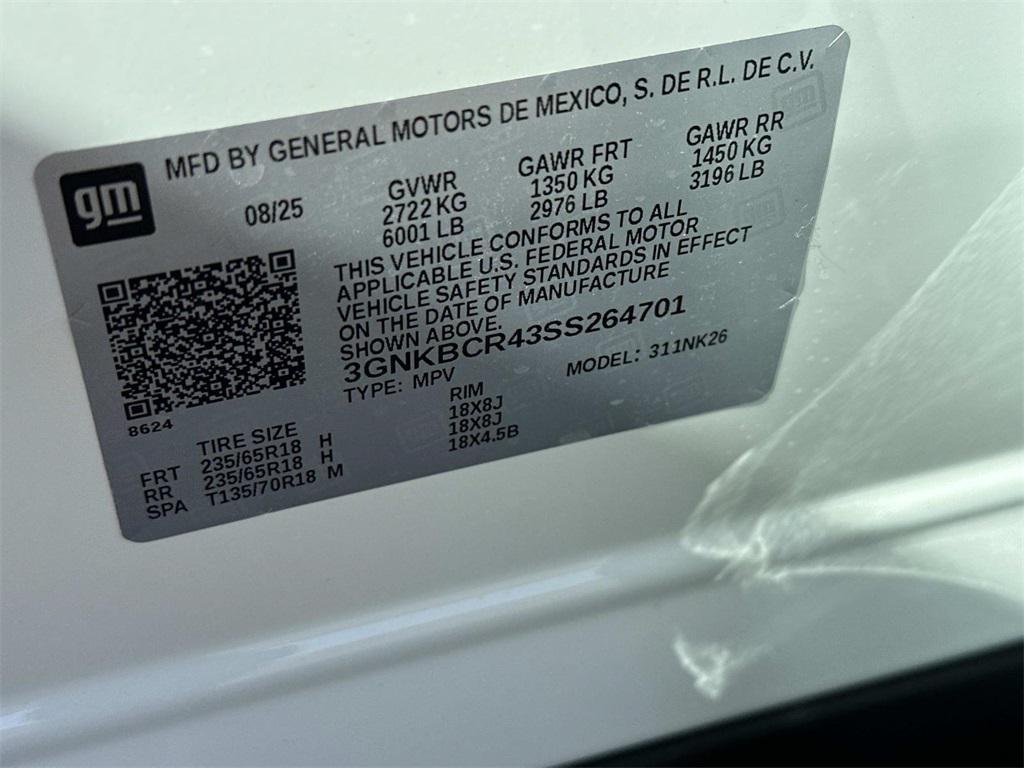 MFD BY GENERAL MOTORS DE MEXICO, S. DE R.L. DE C.V.
gm
08/25
GVWR
2722 KG
6001 LB
GAWR FRT
1350 KG
2976 LB
GAWR RR
1450 KG
3196 LB
THIS VEHICLE CONFORMS TO ALL
APPLICABLE U.S. FEDERAL MOTOR
VEHICLE SAFETY STANDARDS IN EFFECT
ON THE DATE OF MANUFACTURE
SHOWN ABOVE.
3GNKBCR43SS264701
TYPE: MPV
MODEL: 311NK26
8624
TIRE SIZE
RIM
FRT 235/65R18 H 18X8J
RR 235/65R18 H 18X8J
SPA T135/70R18 M 18X4.5B